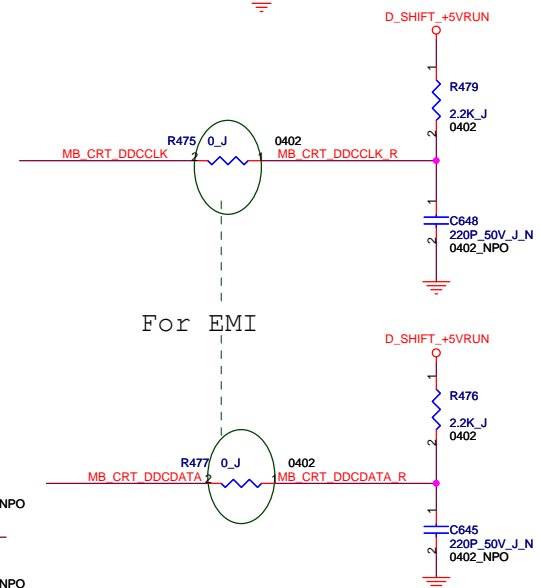 D_SHIFT_+5VRUN
1
R479
2.2K_J
2
0402
R475 0_J 0402
MB_CRT_DDCCLK 2 1 MB_CRT_DDCCLK_R
1
C648
220P_50V_J_N
2
0402_NPO
For EMI
D_SHIFT_+5VRUN
1
R476
2.2K_J
2
0402
R477 0_J 0402
MB_CRT_DDCDATA 2 1 MB_CRT_DDCDATA_R
NPO
1
C645
220P_50V_J_N
2
0402_NPO
NPO